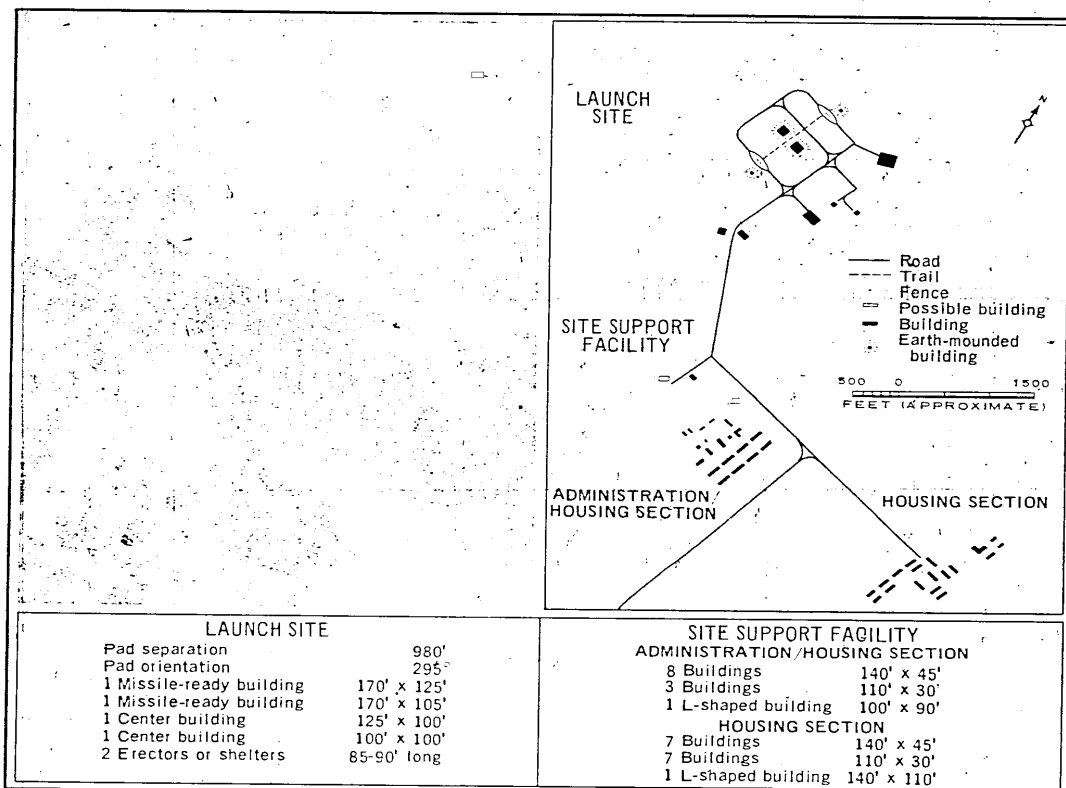 LAUNCH
SITE
N
Road
Trail
Fence
Possible building
Building
Earth-mounded
building
SITE SUPPORT
FACILITY
500 0 1500
FEET (APPROXIMATE)
ADMINISTRATION/
HOUSING SECTION
HOUSING SECTION
LAUNCH SITE
Pad separation 980'
Pad orientation 295°
1 Missile-ready building 170' x 125'
1 Missile-ready building 170' x 105'
1 Center building 125' x 100'
1 Center building 100' x 100'
2 Erectors or shelters 85-90' long
SITE SUPPORT FACILITY
ADMINISTRATION/HOUSING SECTION
8 Buildings 140' x 45'
3 Buildings 110' x 30'
1 L-shaped building 100' x 90'
HOUSING SECTION
7 Buildings 140' x 45'
7 Buildings 110' x 30'
1 L-shaped building 140' x 110'